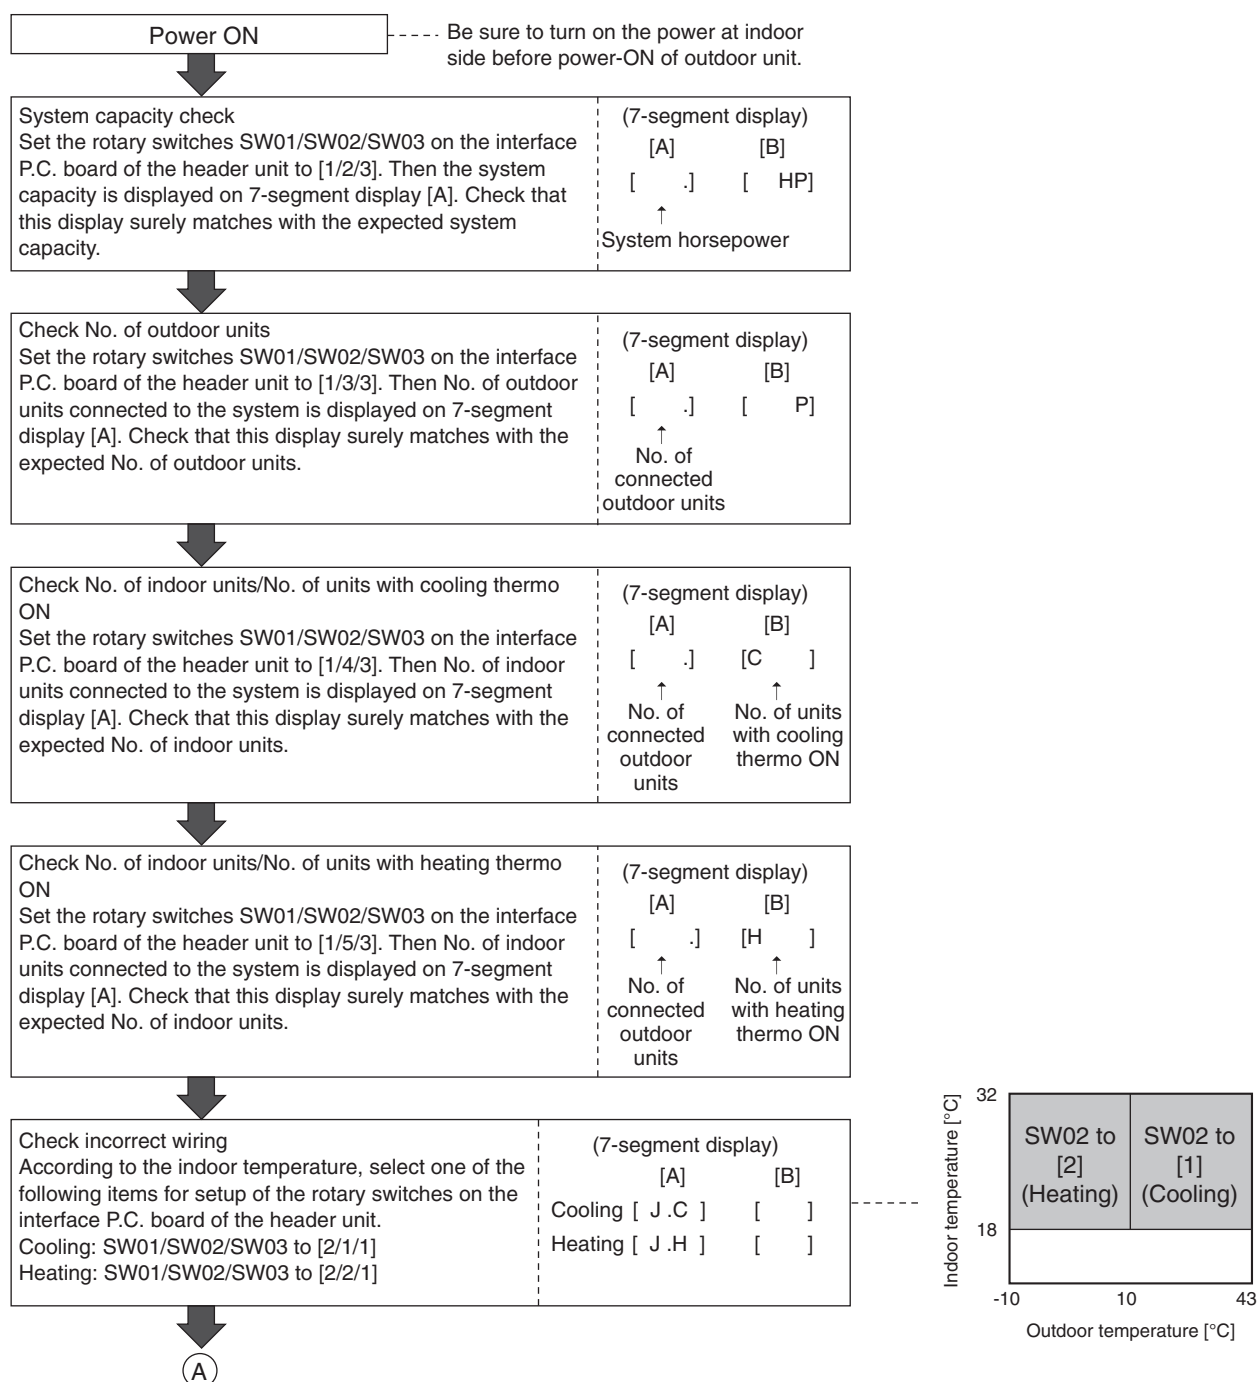 Power ON
Be sure to turn on the power at indoor
side before power-ON of outdoor unit.
System capacity check
Set the rotary switches SW01/SW02/SW03 on the interface
P.C. board of the header unit to [1/2/3]. Then the system
capacity is displayed on 7-segment display [A]. Check that
this display surely matches with the expected system
capacity.
(7-segment display)
[A] [B]
[ .] [ HP]
↑
System horsepower
Check No. of outdoor units
Set the rotary switches SW01/SW02/SW03 on the interface
P.C. board of the header unit to [1/3/3]. Then No. of outdoor
units connected to the system is displayed on 7-segment
display [A]. Check that this display surely matches with the
expected No. of outdoor units.
(7-segment display)
[A] [B]
[ .] [ P]
↑
No. of
connected
outdoor units
Check No. of indoor units/No. of units with cooling thermo
ON
Set the rotary switches SW01/SW02/SW03 on the interface
P.C. board of the header unit to [1/4/3]. Then No. of indoor
units connected to the system is displayed on 7-segment
display [A]. Check that this display surely matches with the
expected No. of indoor units.
(7-segment display)
[A] [B]
[ .] [C ]
↑ ↑
No. of No. of units
connected with cooling
outdoor thermo ON
units
Check No. of indoor units/No. of units with heating thermo
ON
Set the rotary switches SW01/SW02/SW03 on the interface
P.C. board of the header unit to [1/5/3]. Then No. of indoor
units connected to the system is displayed on 7-segment
display [A]. Check that this display surely matches with the
expected No. of indoor units.
(7-segment display)
[A] [B]
[ .] [H ]
↑ ↑
No. of No. of units
connected with heating
outdoor thermo ON
units
Check incorrect wiring
According to the indoor temperature, select one of the
following items for setup of the rotary switches on the
interface P.C. board of the header unit.
Cooling: SW01/SW02/SW03 to [2/1/1]
Heating: SW01/SW02/SW03 to [2/2/1]
(7-segment display)
[A] [B]
Cooling [ J .C ] [ ]
Heating [ J .H ] [ ]
A
Indoor temperature [°C]
32
18
SW02 to
[2]
(Heating)
SW02 to
[1]
(Cooling)
-10 10 43
Outdoor temperature [°C]